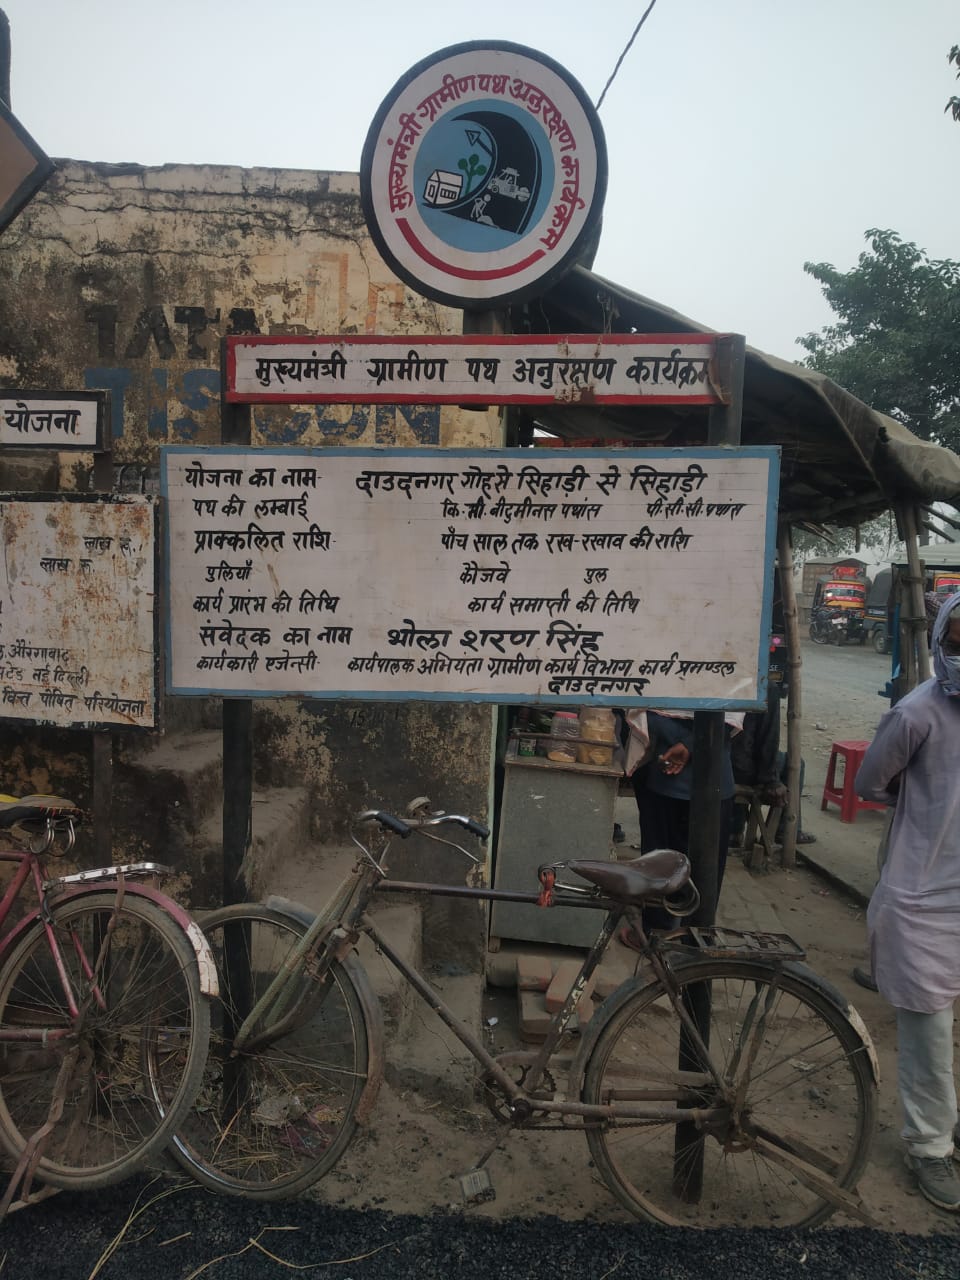 मुख्यमंत्री ग्रामीण पथ अनुरक्षण कार्यक्रम
मुख्यमंत्री ग्रामीण पथ अनुरक्षण कार्यक्रम
योजना का नाम- दाउदनगर गोह से सिहाड़ी से सिहाड़ी
पथ की लम्बाई कि.मी. बीटुमीनस पथांस पी.सी.सी. पथांस
प्राक्कलित राशि- पाँच साल तक रख-रखाव की राशि
पुलियाँ कौजवे पुल
कार्य प्रारंभ की तिथि कार्य समाप्ती की तिथि
संवेदक का नाम भोला शरण सिंह
कार्यकारी एजेन्सी- कार्यपालक अभियंता ग्रामीण कार्य विभाग कार्य प्रमण्डल
दाउदनगर
योजना
लाख रु.
लाख रु
औरंगाबाद
नई दिल्ली
वित्त पोषित परियोजना
TATA